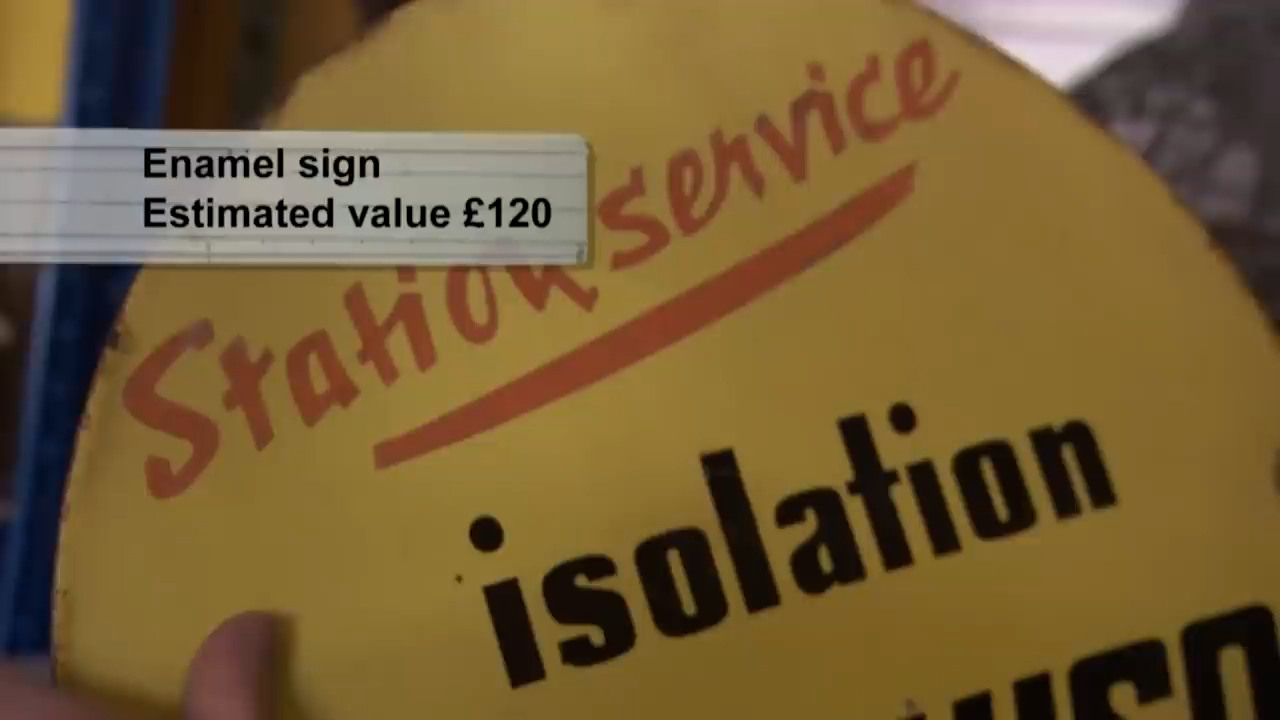 Enamel sign
Estimated value £120
Station service
isolation